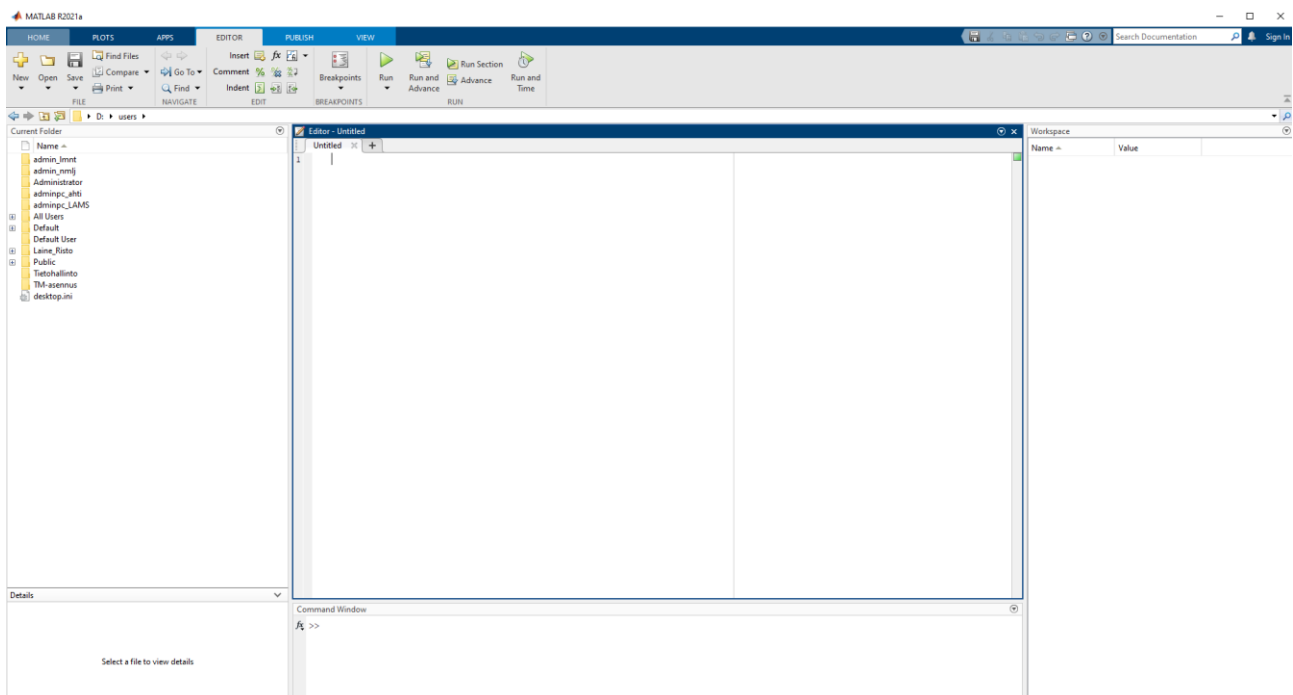 MATLAB R2021a
HOME PLOTS APPS EDITOR PUBLISH VIEW Search Documentation Sign In
New Open Save Find Files Compare Print Go To Find Insert fx Comment % Indent Breakpoints Run Run and Advance Run Section Advance Run and Time
FILE NAVIGATE EDIT BREAKPOINTS RUN
D: users
Current Folder
Name
admin_lmnt
admin_nmlj
Administrator
adminpc_ahti
adminpc_LAMS
All Users
Default
Default User
Laine_Risto
Public
Tietohallinto
TM-asennus
desktop.ini
Details
Select a file to view details
Editor - Untitled
Untitled +
1
Command Window
fx >>
Workspace
Name Value